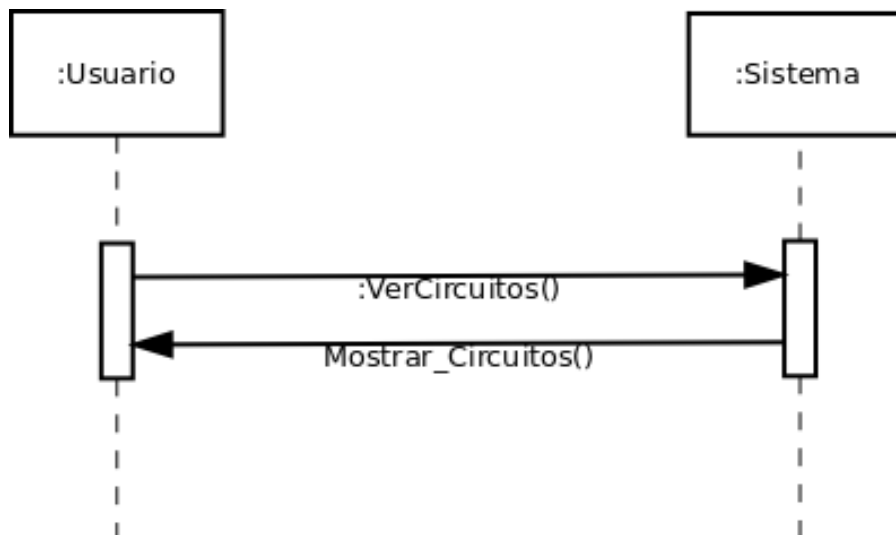 :Usuario
:Sistema
:VerCircuitos()
Mostrar_Circuitos()